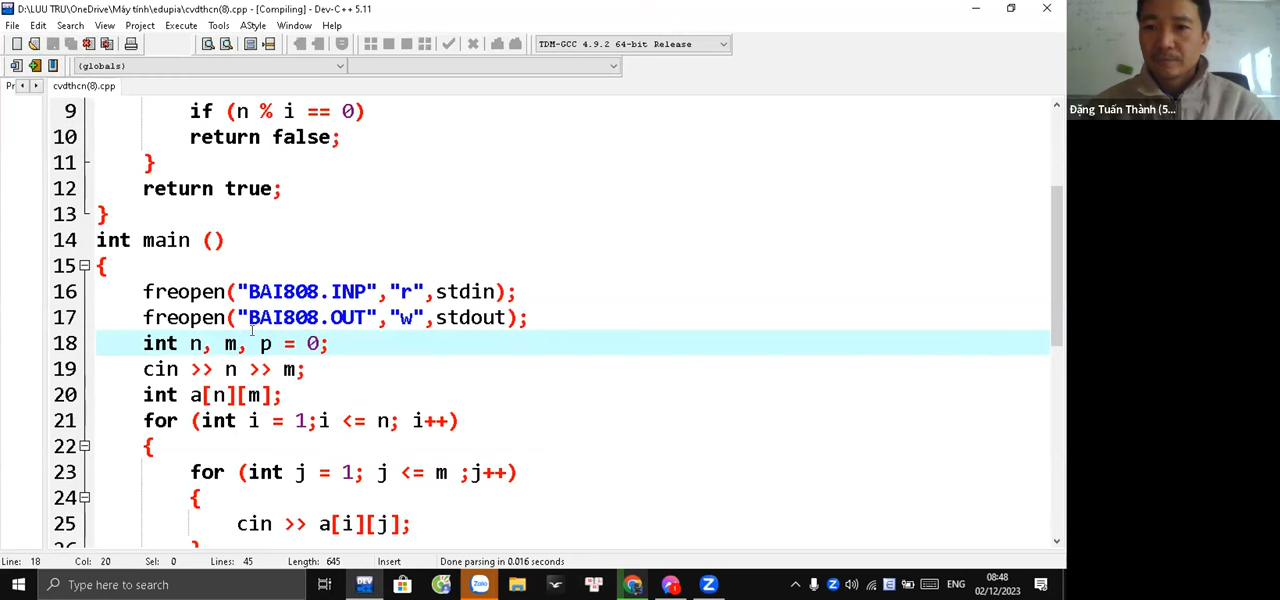 D:\LUU TRU\OneDrive\Máy tính\edupia\cvdthcn(8).cpp - [Compiling] - Dev-C++ 5.11
File Edit Search View Project Execute Tools AStyle Window Help
TDM-GCC 4.9.2 64-bit Release
(globals)
Pr cvdthcn(8).cpp
Đặng Tuấn Thành (5...
9 if (n % i == 0)
10 return false;
11 }
12 return true;
13 }
14 int main ()
15 {
16 freopen("BAI808.INP","r",stdin);
17 freopen("BAI808.OUT","w",stdout);
18 int n, m, p = 0;
19 cin >> n >> m;
20 int a[n][m];
21 for (int i = 1;i <= n; i++)
22 {
23 for (int j = 1; j <= m ;j++)
24 {
25 cin >> a[i][j];
Line: 18 Col: 20 Sel: 0 Lines: 45 Length: 645 Insert Done parsing in 0.016 seconds
Type here to search
DEV
Zalo
ENG
08:48
02/12/2023